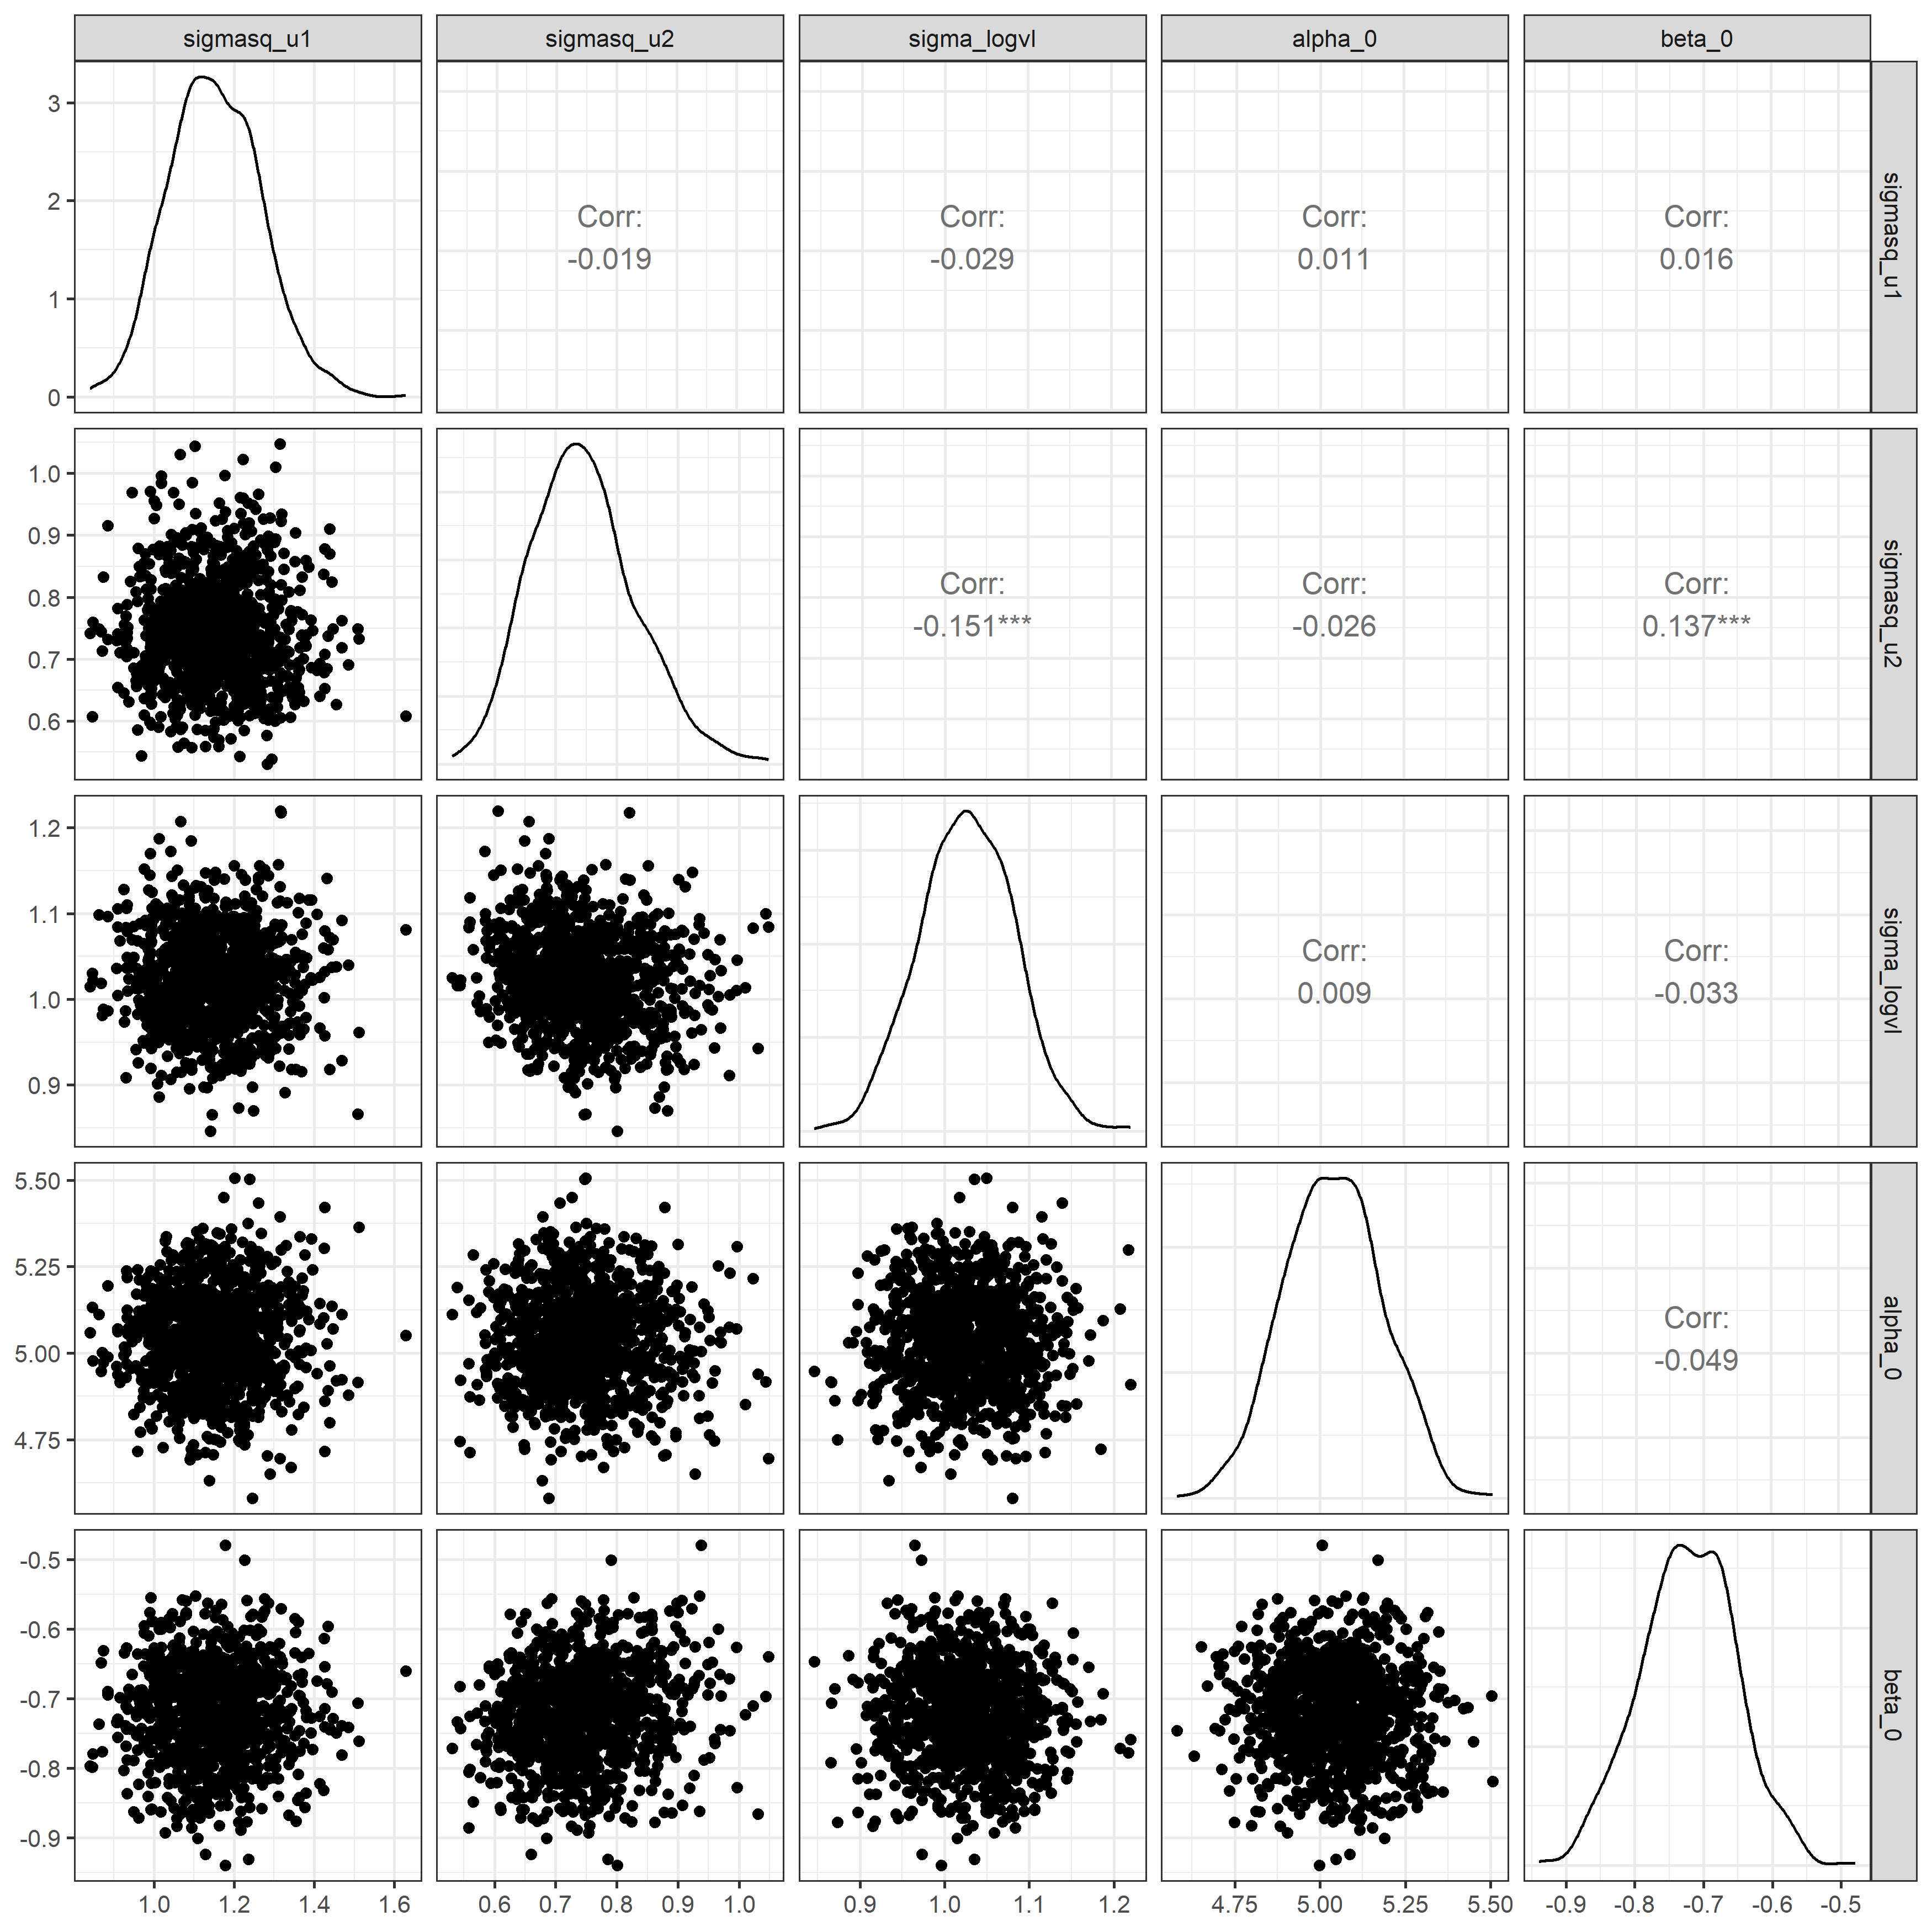 sigmasq_u1
sigmasq_u2
sigma_logvl
alpha_0
beta_0
3
2
1
0
Corr:
-0.019
Corr:
-0.029
Corr:
0.011
Corr:
0.016
sigmasq_u1
1.0
0.9
0.8
0.7
0.6
Corr:
-0.151***
Corr:
-0.026
Corr:
0.137***
sigmasq_u2
1.2
1.1
1.0
0.9
Corr:
0.009
Corr:
-0.033
sigma_logvl
5.50
5.25
5.00
4.75
Corr:
-0.049
alpha_0
-0.5
-0.6
-0.7
-0.8
-0.9
beta_0
1.0 1.2 1.4 1.6
0.6 0.7 0.8 0.9 1.0
0.9 1.0 1.1 1.2
4.75 5.00 5.25 5.50
-0.9 -0.8 -0.7 -0.6 -0.5